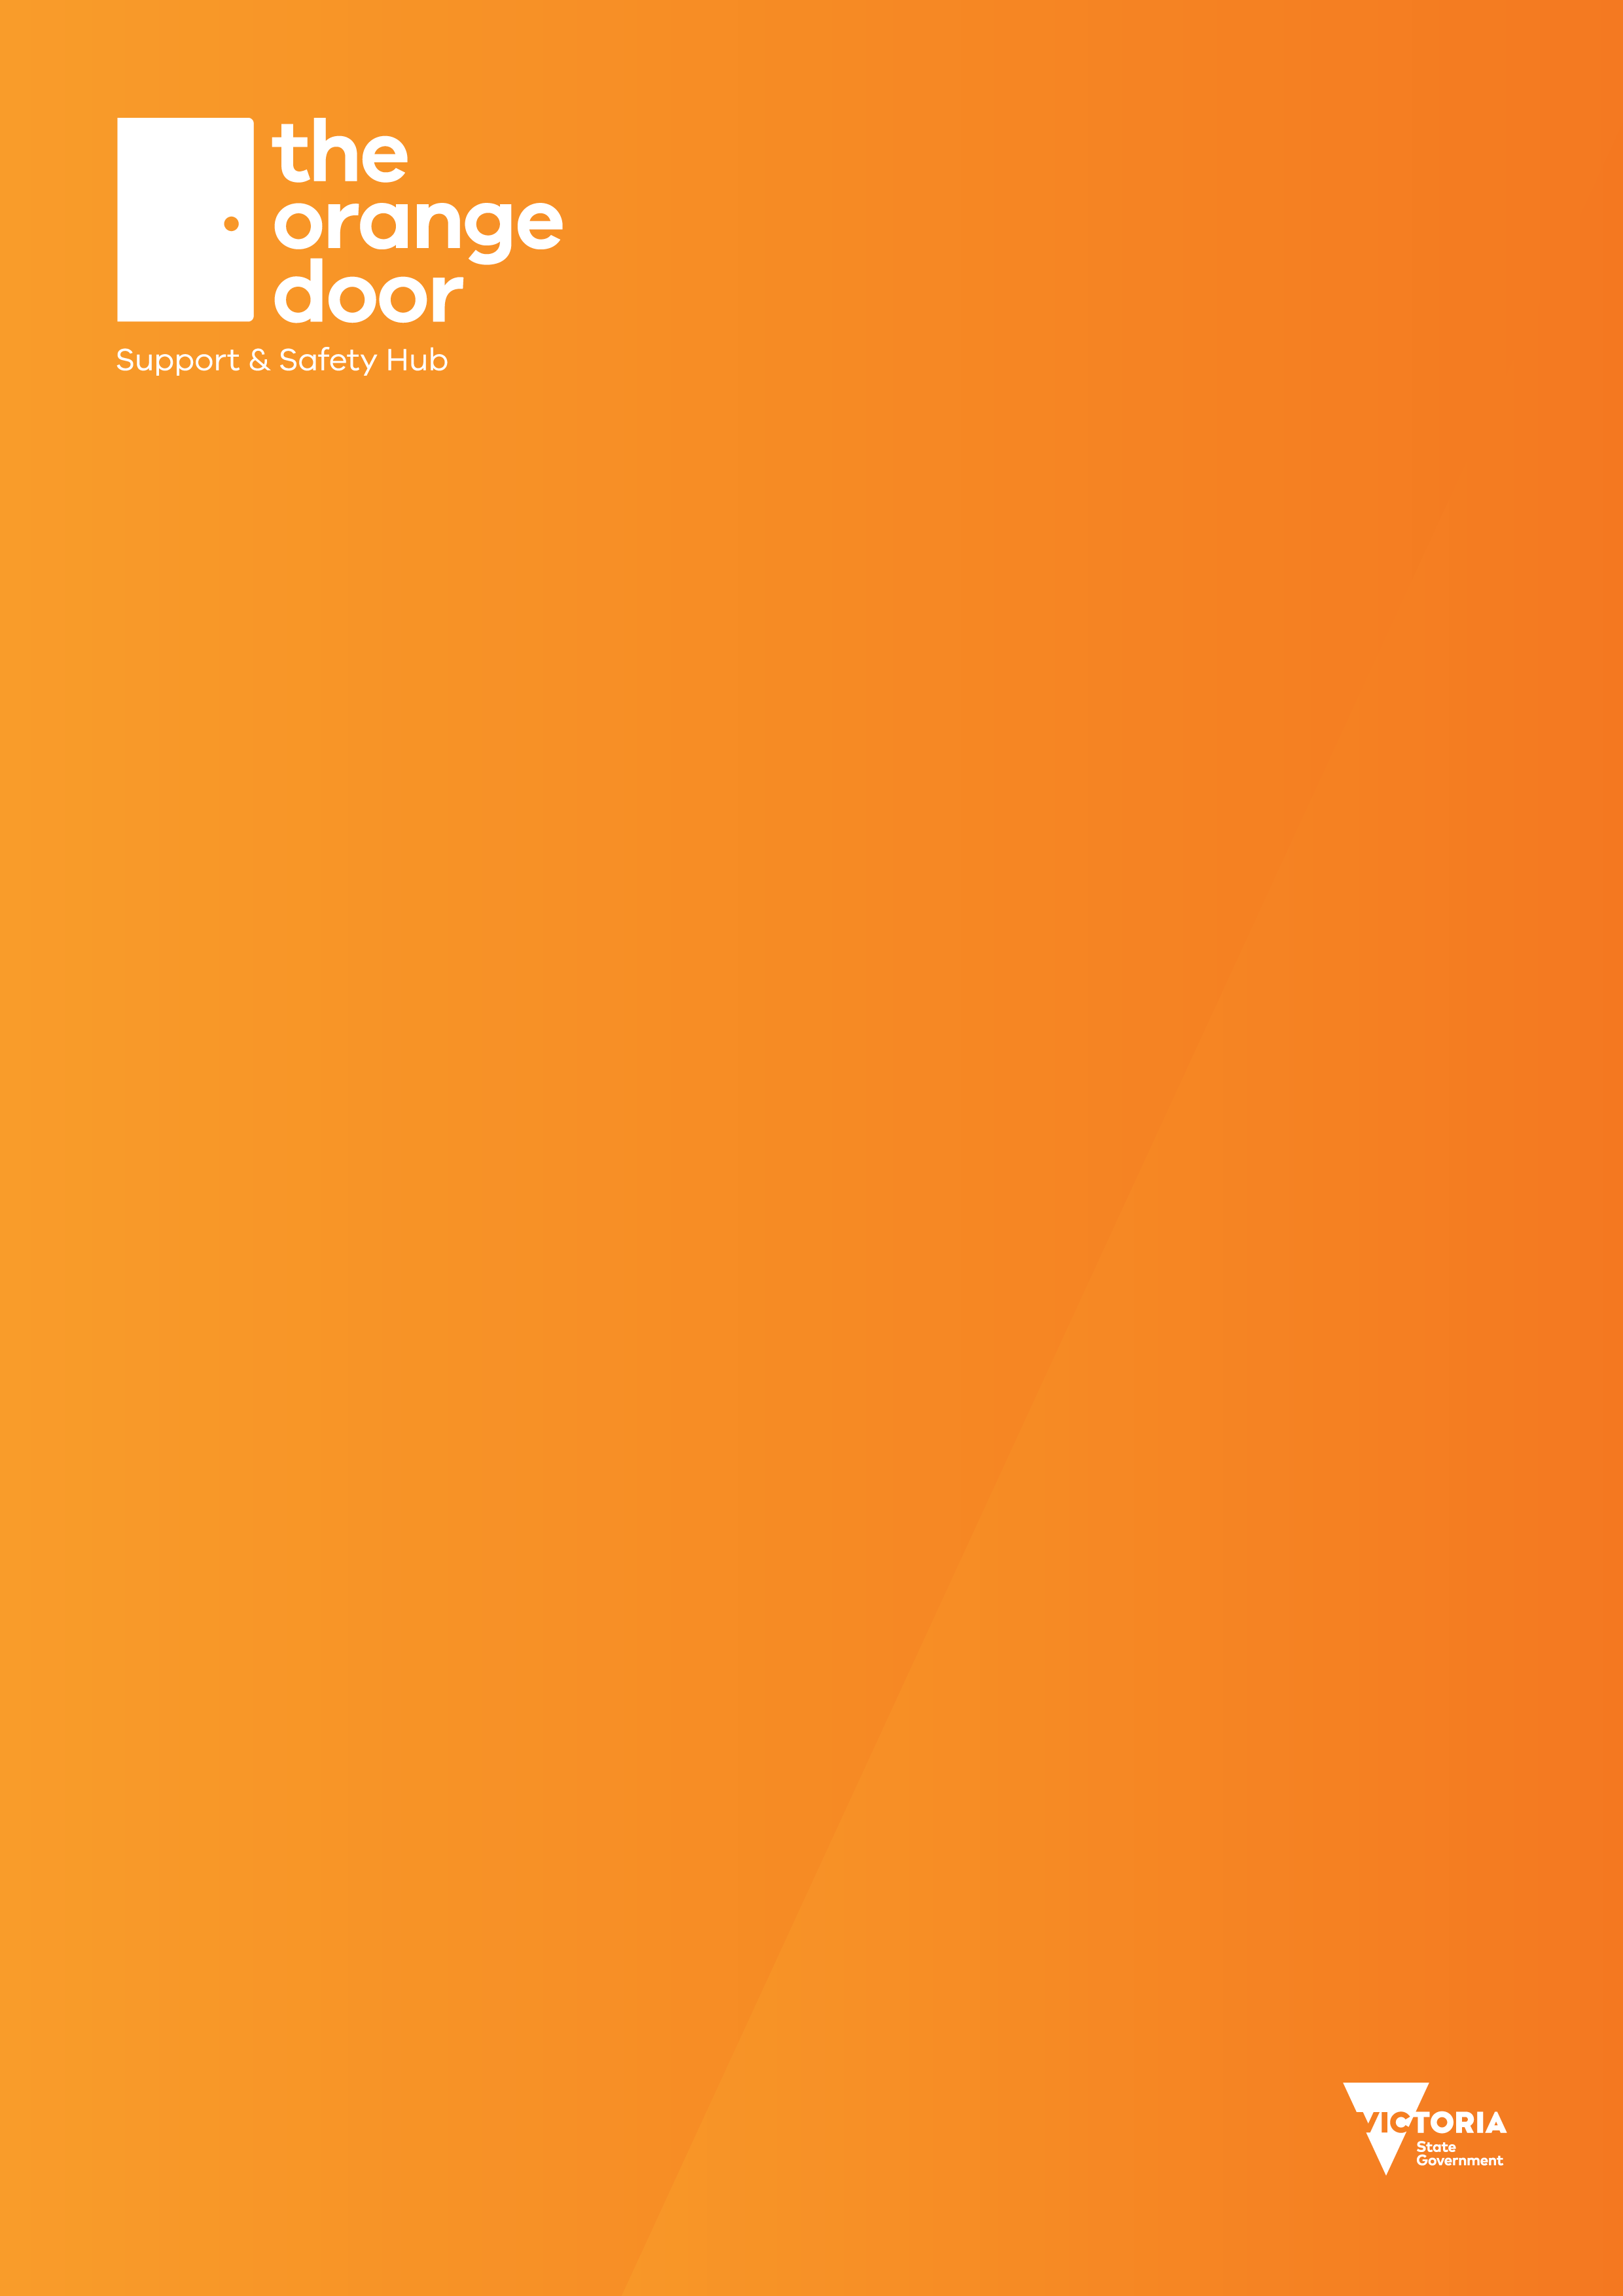 the
orange
door
Support & Safety Hub
VICTORIA
State
Government